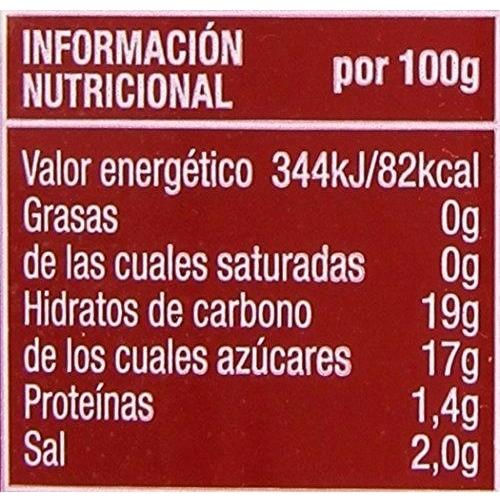 INFORMACIÓN
NUTRICIONAL
por 100g
Valor energético 344kJ/82kcal
Grasas 0g
de las cuales saturadas 0g
Hidratos de carbono 19g
de los cuales azúcares 17g
Proteínas 1,4g
Sal 2,0g